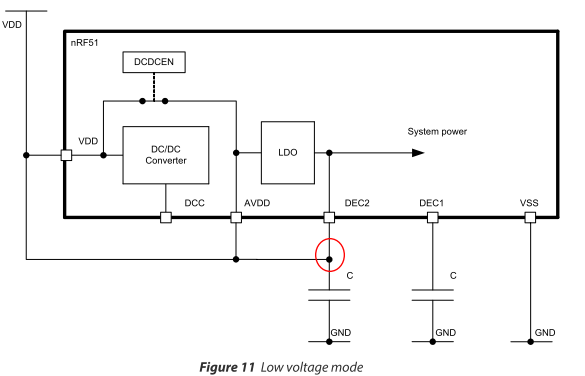 VDD
nRF51
DCDCEN
VDD
DC/DC
Converter
LDO
System power
DCC
AVDD
DEC2
DEC1
VSS
C
C
GND
GND
GND
Figure 11 Low voltage mode